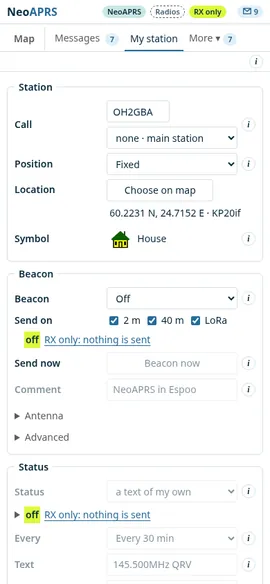 NeoAPRS NeoAPRS Radios RX only 9
Map Messages 7 My station More ▾ 7
i
Station
Call OH2GBA
none · main station i
Position Fixed i
Location Choose on map i
60.2231 N, 24.7152 E · KP20if
Symbol House i
Beacon
Beacon Off i
Send on 2 m 40 m LoRa i
off RX only: nothing is sent
Send now Beacon now i
Comment NeoAPRS in Espoo i
▶ Antenna
▶ Advanced
Status
Status a text of my own i
▶ off RX only: nothing is sent
Every Every 30 min i
Text 145.500MHz QRV i